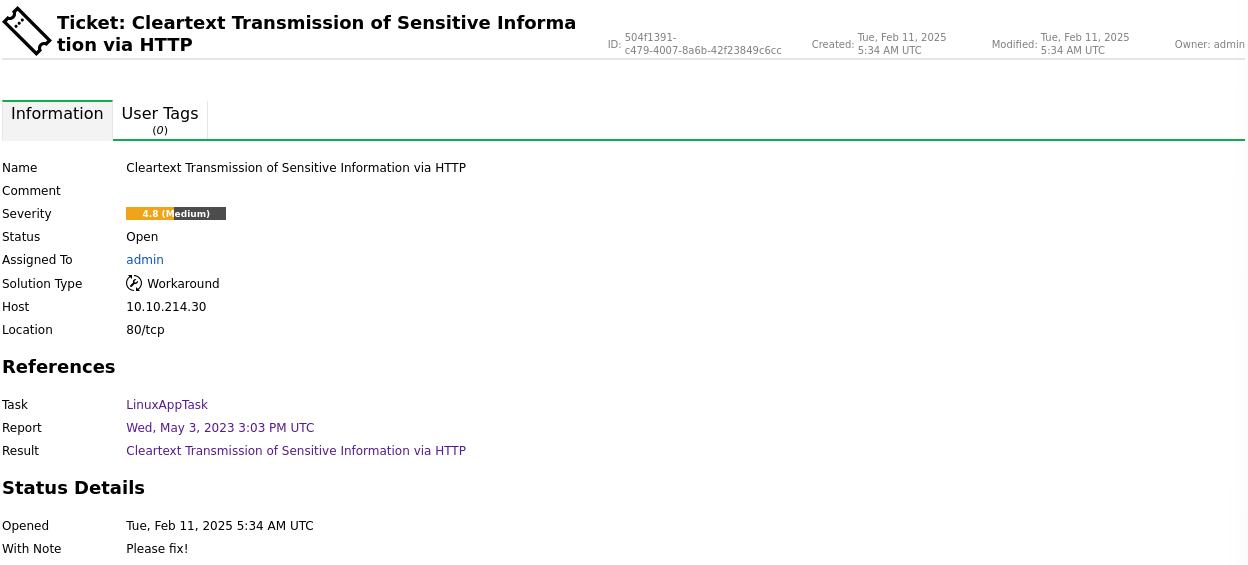 Ticket: Cleartext Transmission of Sensitive Informa
tion via HTTP
ID: 504f1391-
c479-4007-8a6b-42f23849c6cc
Created: Tue, Feb 11, 2025
5:34 AM UTC
Modified: Tue, Feb 11, 2025
5:34 AM UTC
Owner: admin
Information
User Tags
(0)
Name Cleartext Transmission of Sensitive Information via HTTP
Comment
Severity 4.8 (Medium)
Status Open
Assigned To admin
Solution Type Workaround
Host 10.10.214.30
Location 80/tcp
References
Task LinuxAppTask
Report Wed, May 3, 2023 3:03 PM UTC
Result Cleartext Transmission of Sensitive Information via HTTP
Status Details
Opened Tue, Feb 11, 2025 5:34 AM UTC
With Note Please fix!